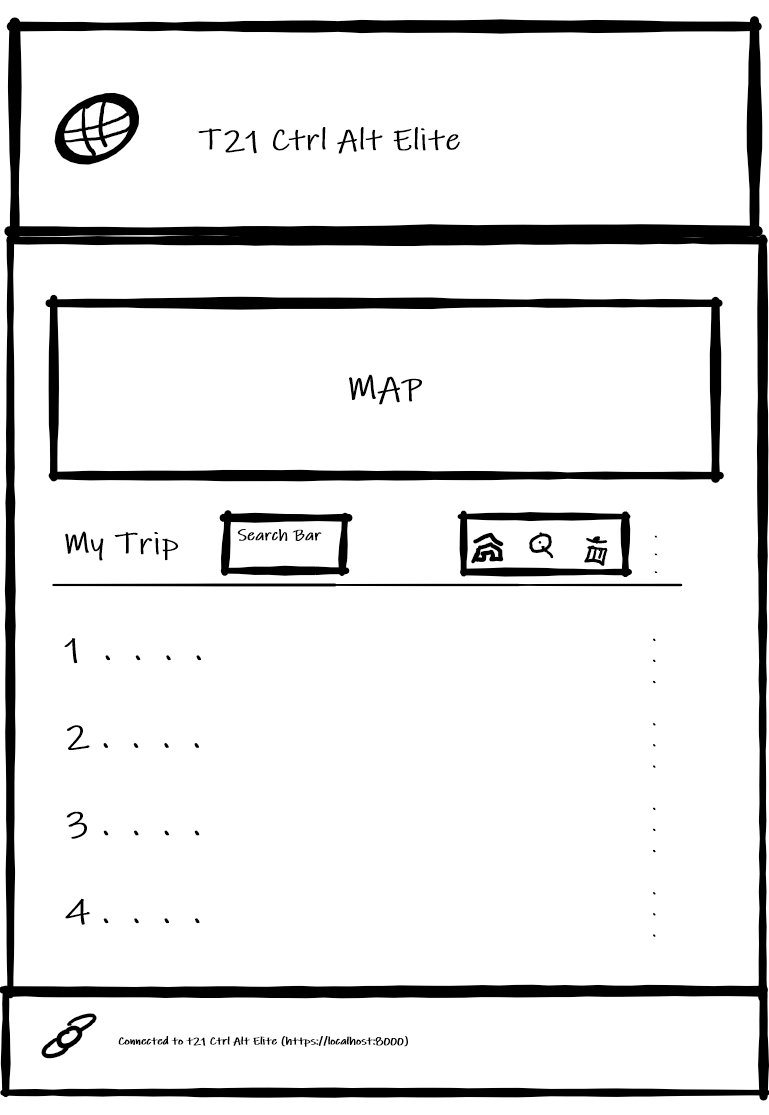 T21 Ctrl Alt Elite
MAP
My Trip
Search Bar
1 . . . .
2 . . . .
3 . . . .
4 . . . .
Connected to t21 Ctrl Alt Elite (https://localhost:8000)